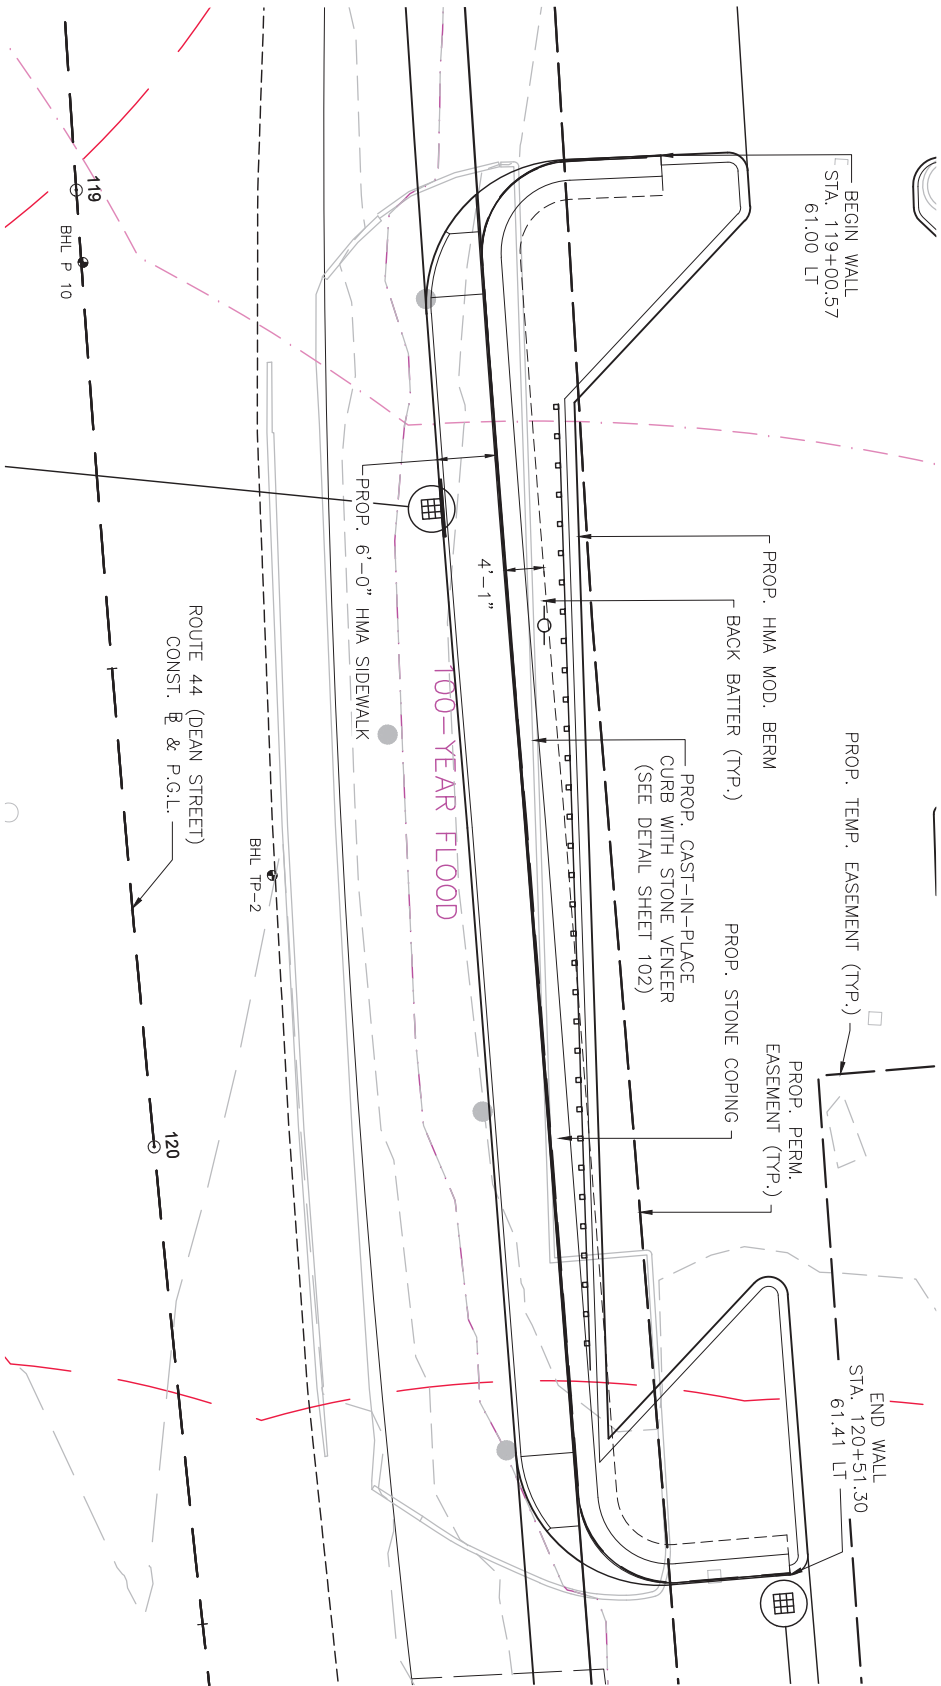 BEGIN WALL
STA. 119+00.57
61.00 LT
119
BHL P 10
PROP. 6'-0" HMA SIDEWALK
4'-1"
PROP. HMA MOD. BERM
BACK BATTER (TYP.)
PROP. CAST-IN-PLACE
CURB WITH STONE VENEER
(SEE DETAIL SHEET 102)
PROP. TEMP. EASEMENT (TYP.)
PROP. STONE COPING
PROP. PERM.
EASEMENT (TYP.)
100-YEAR FLOOD
ROUTE 44 (DEAN STREET)
CONST. BL & P.G.L.
BHL TP-2
120
END WALL
STA. 120+51.30
61.41 LT